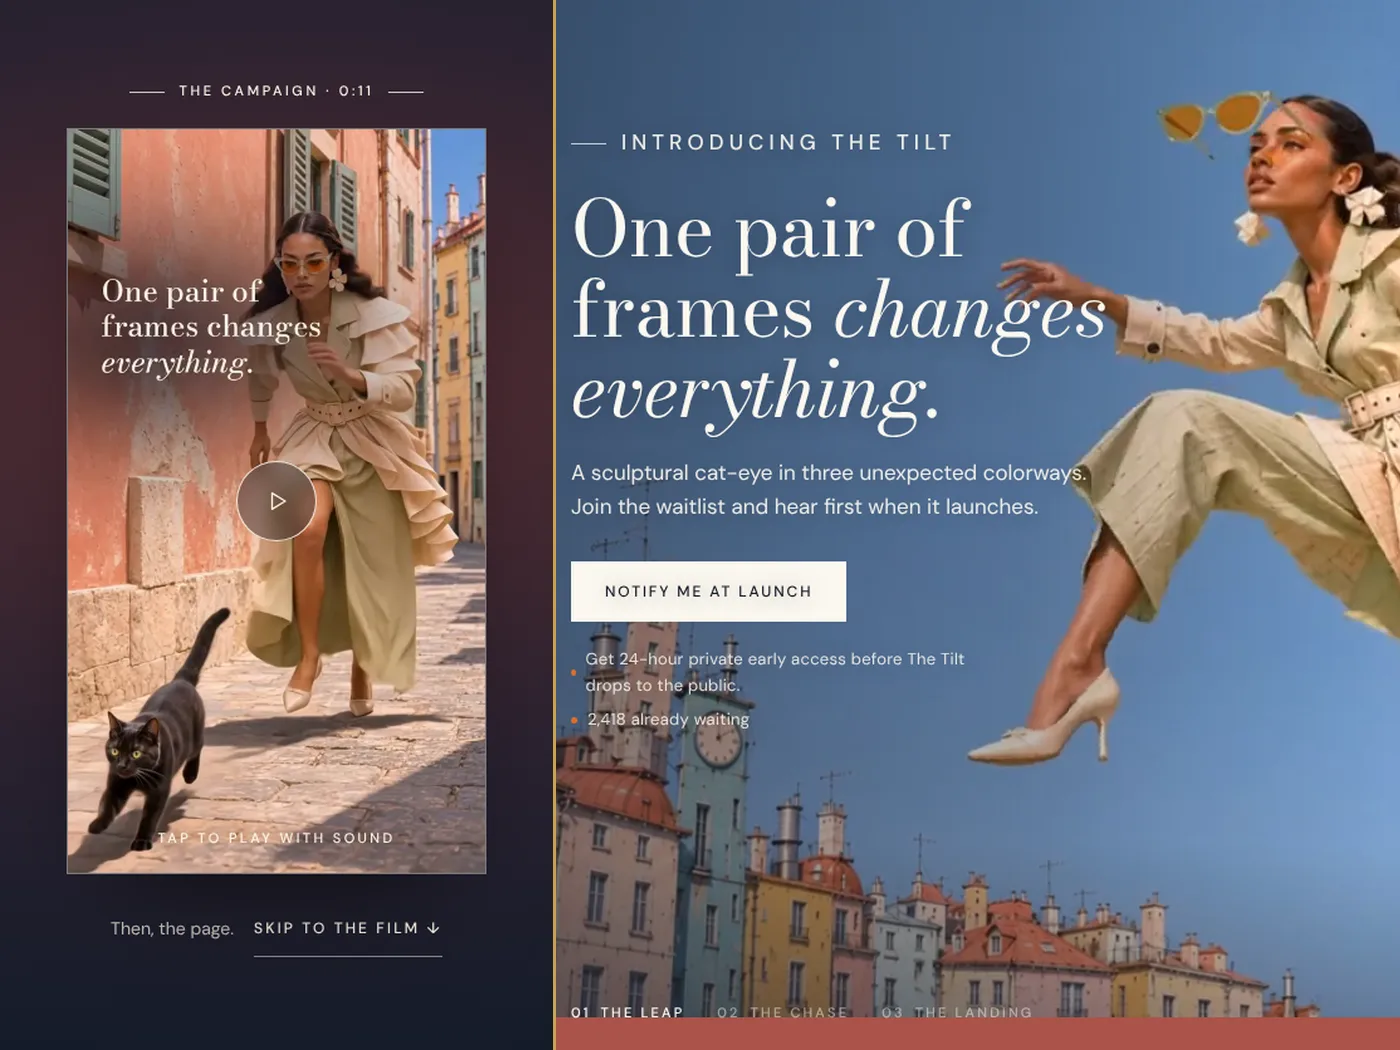 THE CAMPAIGN · 0:11
One pair of
frames changes
everything.
TAP TO PLAY WITH SOUND
Then, the page. SKIP TO THE FILM ↓
INTRODUCING THE TILT
One pair of
frames changes
everything.
A sculptural cat-eye in three unexpected colorways.
Join the waitlist and hear first when it launches.
NOTIFY ME AT LAUNCH
Get 24-hour private early access before The Tilt
drops to the public.
2,418 already waiting
01 THE LEAP 02 THE CHASE 03 THE LANDING